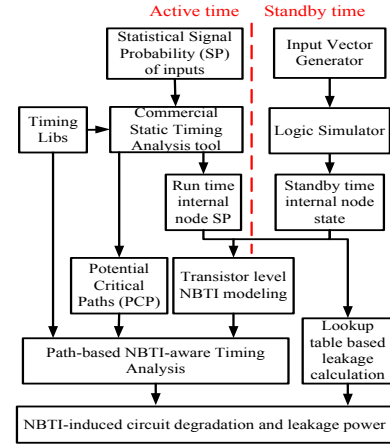 Active time
Standby time
Statistical Signal
Probability (SP)
of inputs
Input Vector
Generator
Timing
Libs
Commercial
Static Timing
Analysis tool
Logic Simulator
Run time
internal
node SP
Standby time
internal node
state
Potential
Critical
Paths (PCP)
Transistor level
NBTI modeling
Lookup
table based
leakage
calculation
Path-based NBTI-aware Timing
Analysis
NBTI-induced circuit degradation and leakage power